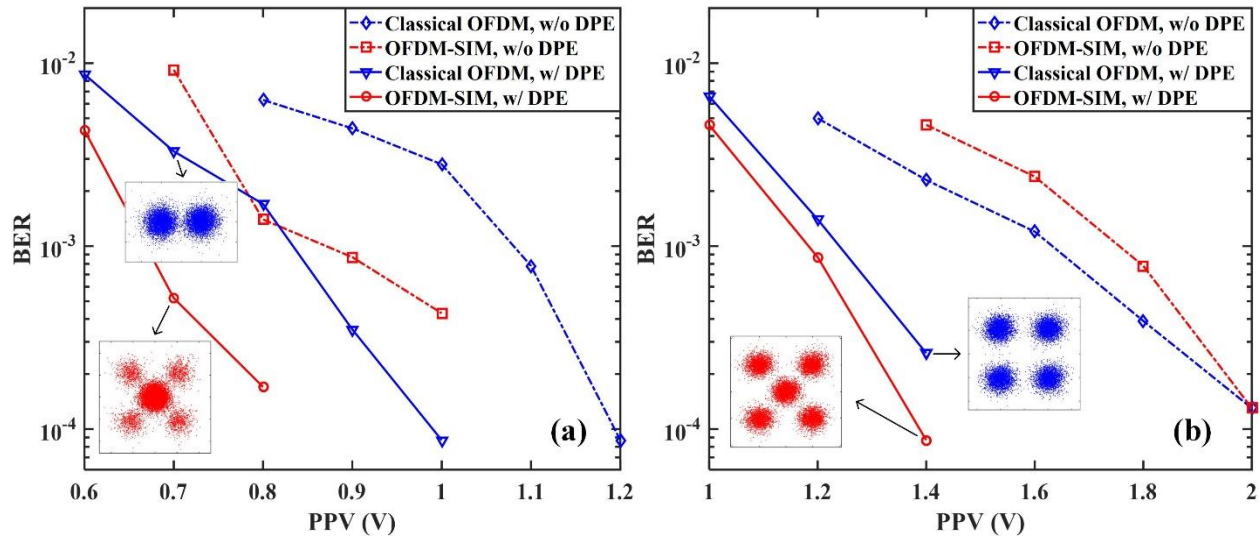 Classical OFDM, w/o DPE
OFDM-SIM, w/o DPE
Classical OFDM, w/ DPE
OFDM-SIM, w/ DPE
10^-2
10^-3
10^-4
BER
(a)
0.6 0.7 0.8 0.9 1 1.1 1.2
PPV (V)
Classical OFDM, w/o DPE
OFDM-SIM, w/o DPE
Classical OFDM, w/ DPE
OFDM-SIM, w/ DPE
10^-2
10^-3
10^-4
BER
(b)
1 1.2 1.4 1.6 1.8 2
PPV (V)